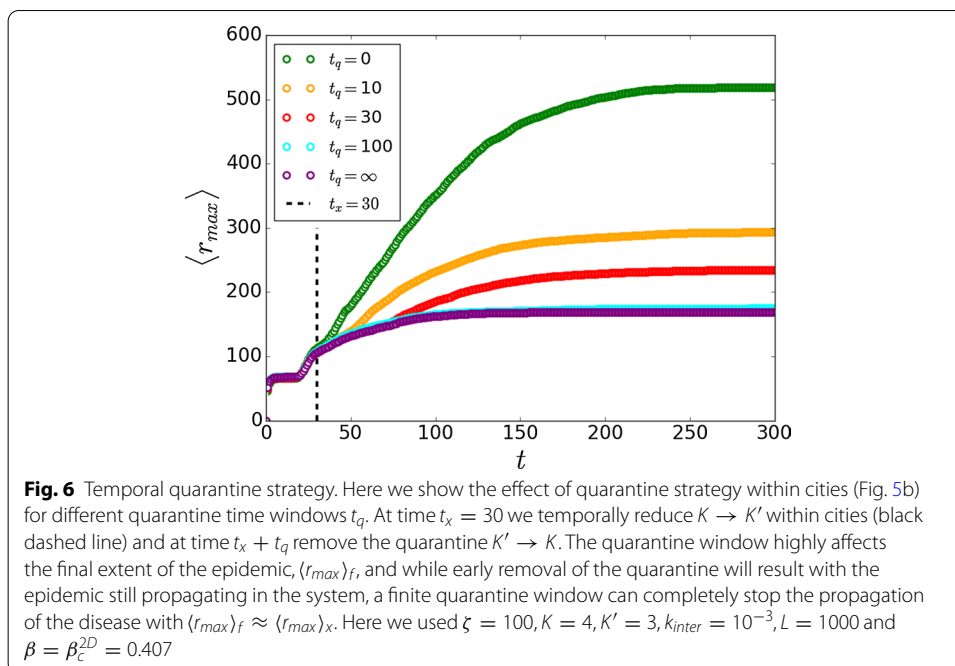 600
500
400
300
200
100
0
⟨r_max⟩
t_q = 0
t_q = 10
t_q = 30
t_q = 100
t_q = ∞
t_x = 30
0 50 100 150 200 250 300
t
Fig. 6 Temporal quarantine strategy. Here we show the effect of quarantine strategy within cities (Fig. 5b)
for different quarantine time windows t_q. At time t_x = 30 we temporally reduce K → K′ within cities (black
dashed line) and at time t_x + t_q remove the quarantine K′ → K. The quarantine window highly affects
the final extent of the epidemic, ⟨r_max⟩_f, and while early removal of the quarantine will result with the
epidemic still propagating in the system, a finite quarantine window can completely stop the propagation
of the disease with ⟨r_max⟩_f ≈ ⟨r_max⟩_x. Here we used ζ = 100, K = 4, K′ = 3, k_inter = 10⁻³, L = 1000 and
β = β_c^2D = 0.407